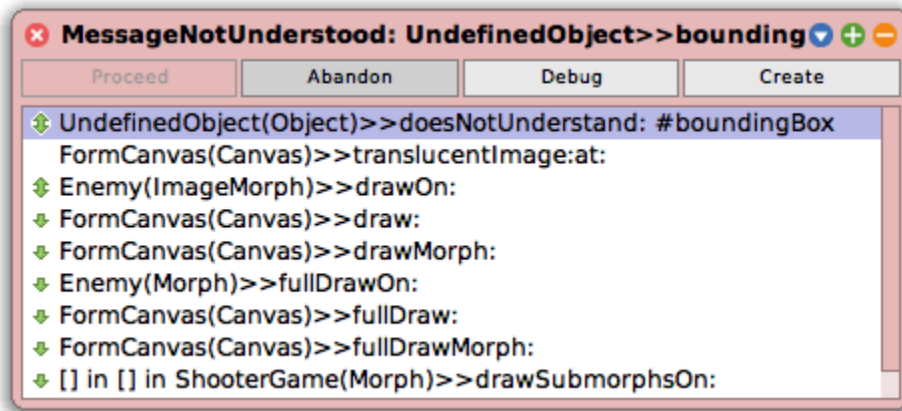 MessageNotUnderstood: UndefinedObject>>bounding
Proceed Abandon Debug Create
UndefinedObject(Object)>>doesNotUnderstand: #boundingBox
FormCanvas(Canvas)>>translucentImage:at:
Enemy(ImageMorph)>>drawOn:
FormCanvas(Canvas)>>draw:
FormCanvas(Canvas)>>drawMorph:
Enemy(Morph)>>fullDrawOn:
FormCanvas(Canvas)>>fullDraw:
FormCanvas(Canvas)>>fullDrawMorph:
[] in [] in ShooterGame(Morph)>>drawSubmorphsOn: